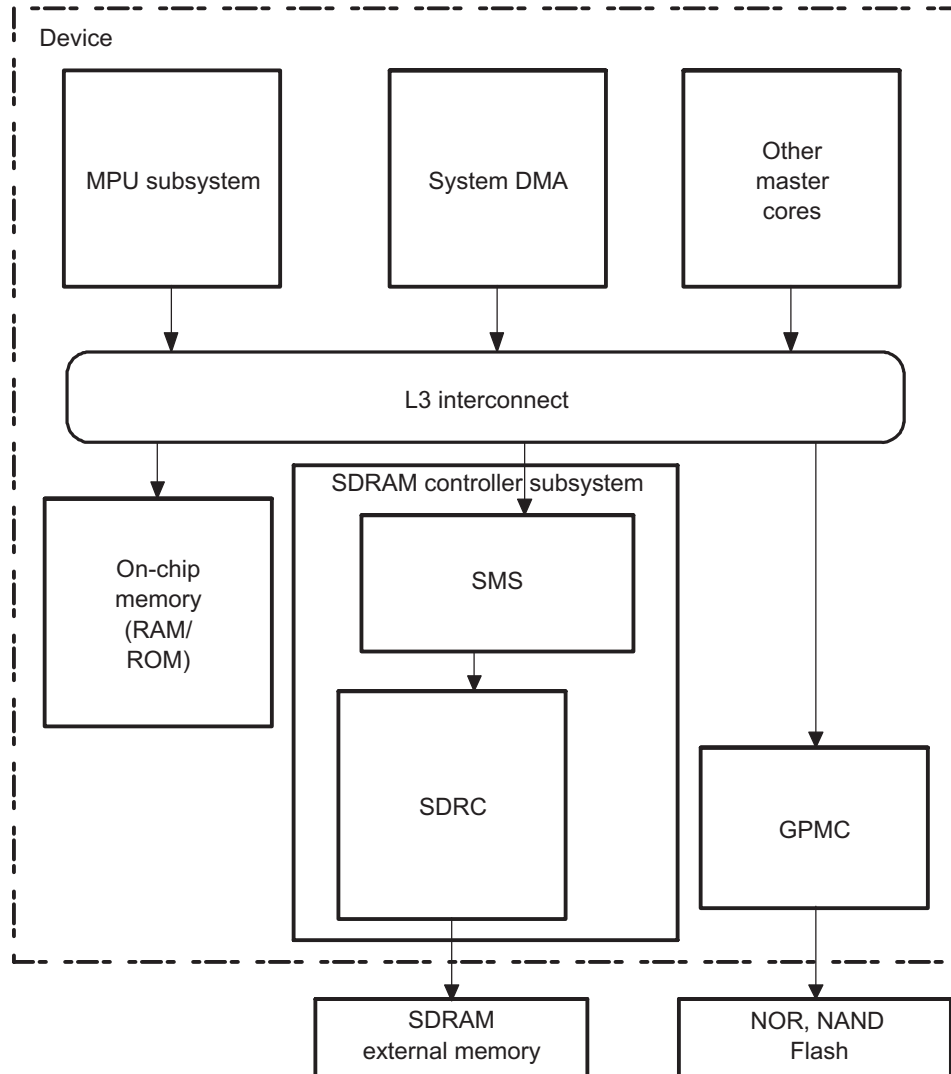 Device
MPU subsystem
System DMA
Other
master
cores
L3 interconnect
SDRAM controller subsystem
On-chip
memory
(RAM/
ROM)
SMS
SDRC
GPMC
SDRAM
external memory
NOR, NAND
Flash